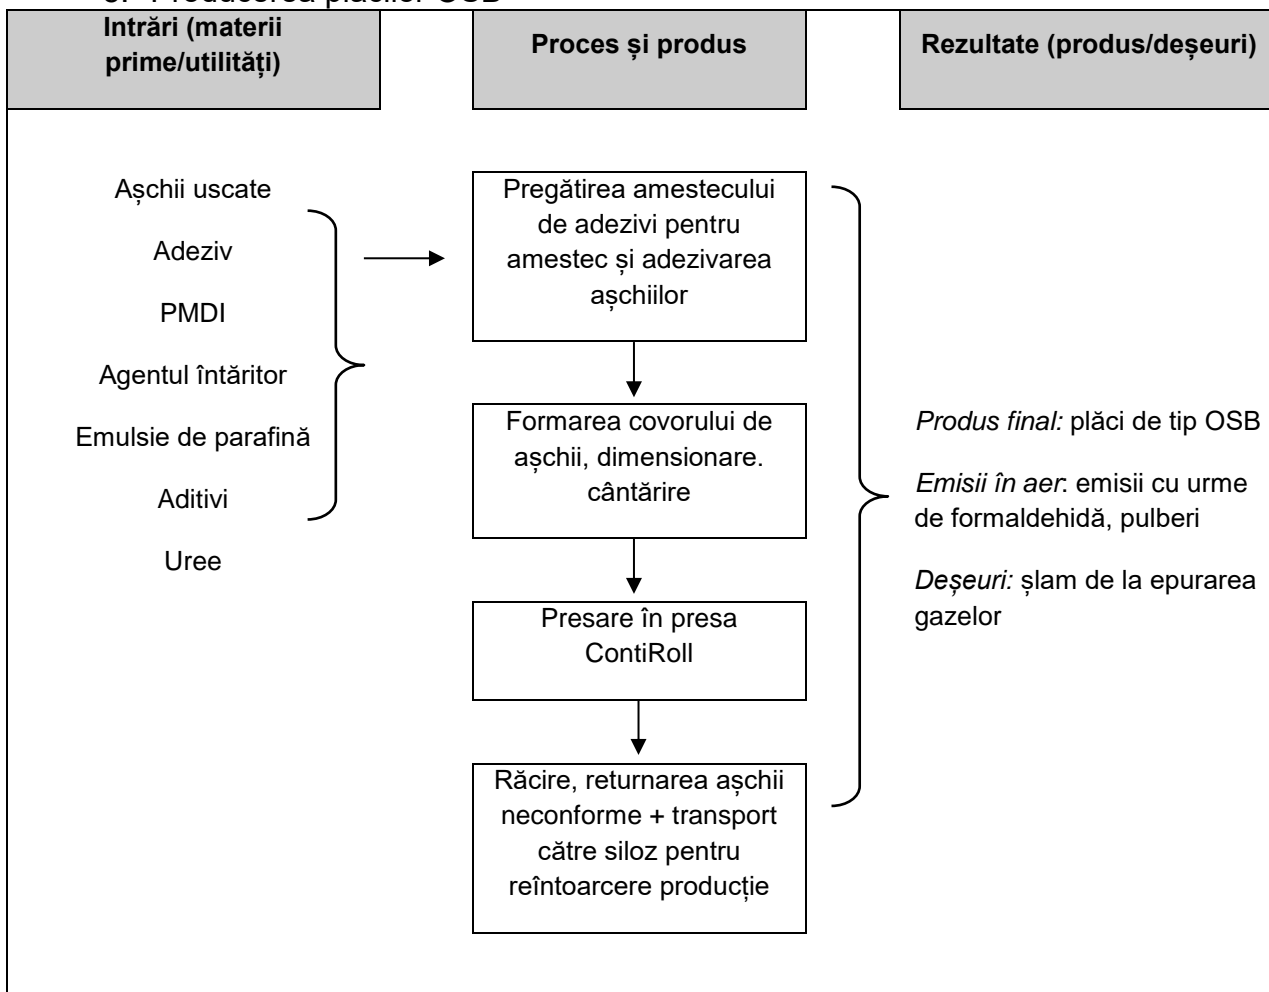 Intrări (materii
prime/utilități)
Proces și produs
Rezultate (produs/deșeuri)
Așchii uscate
Adeziv
PMDI
Agentul întăritor
Emulsie de parafină
Aditivi
Uree
Pregătirea amestecului
de adezivi pentru
amestec și adezivarea
așchiilor
Formarea covorului de
așchii, dimensionare.
cântărire
Presare în presa
ContiRoll
Răcire, returnarea așchii
neconforme + transport
către siloz pentru
reîntoarcere producție
Produs final: plăci de tip OSB
Emisii în aer: emisii cu urme
de formaldehidă, pulberi
Deșeuri: șlam de la epurarea
gazelor